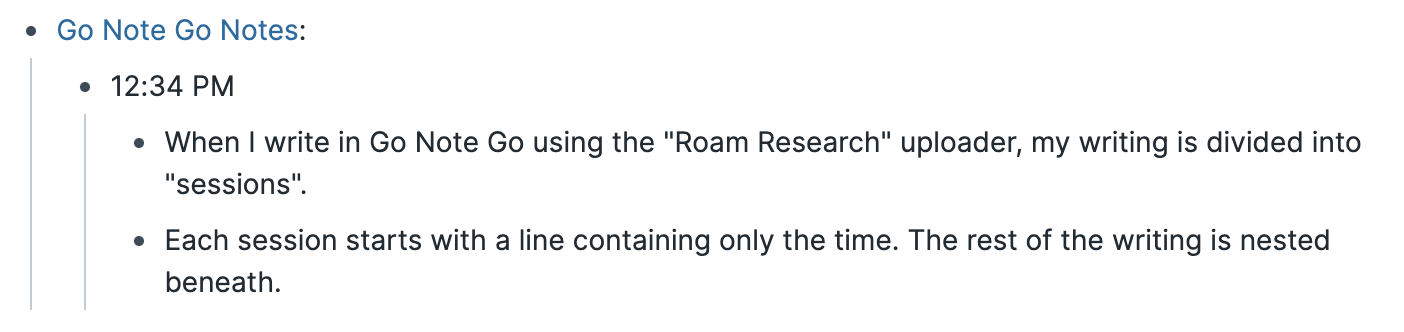 Go Note Go Notes:
12:34 PM
When I write in Go Note Go using the "Roam Research" uploader, my writing is divided into
"sessions".
Each session starts with a line containing only the time. The rest of the writing is nested
beneath.